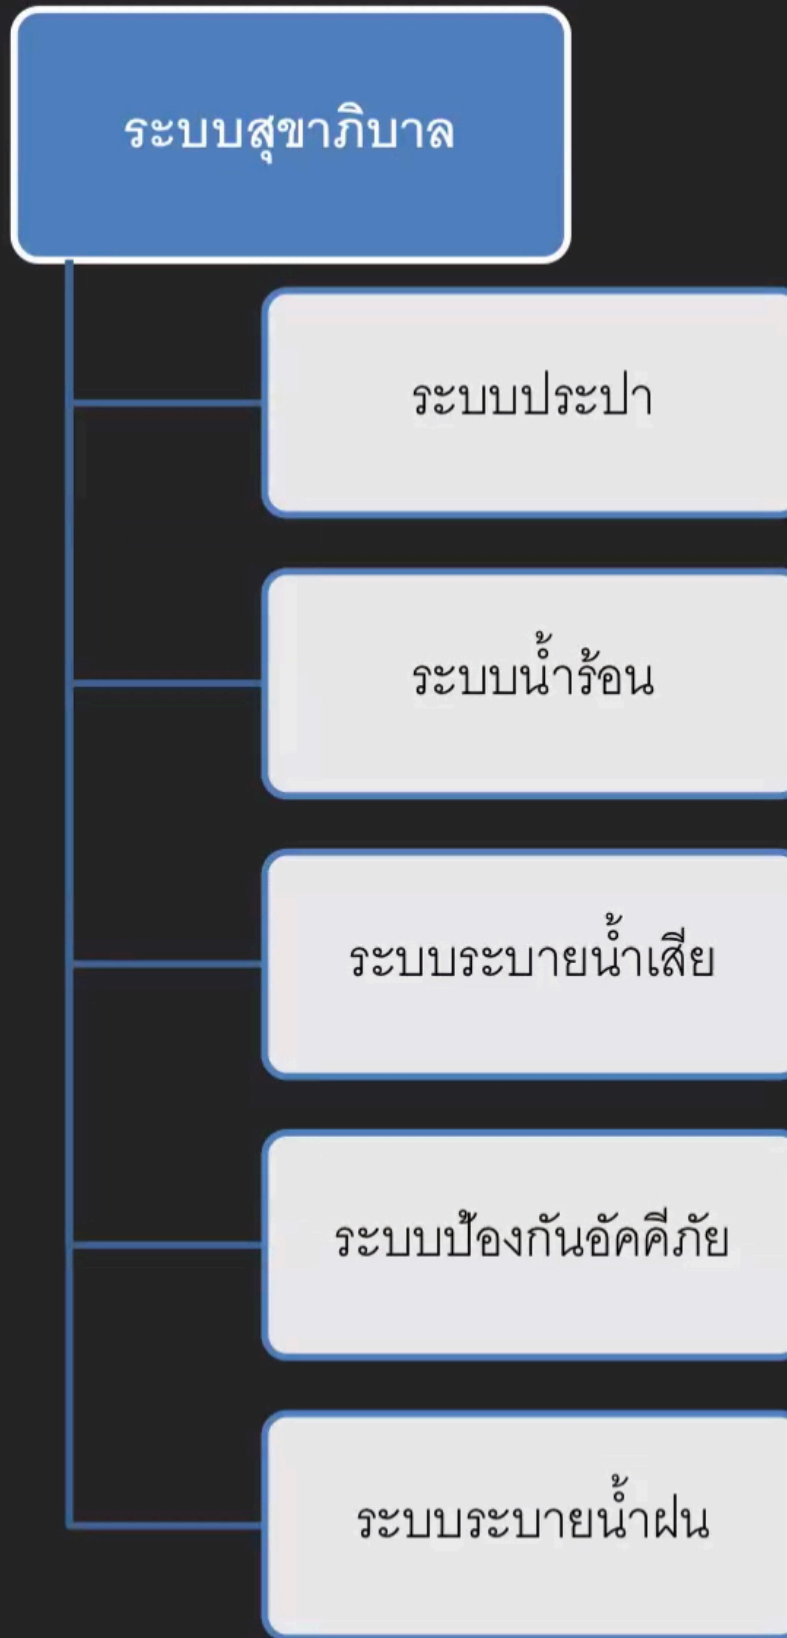 ระบบสุขาภิบาล
ระบบประปา
ระบบน้ำร้อน
ระบบระบายน้ำเสีย
ระบบป้องกันอัคคีภัย
ระบบระบายน้ำฝน